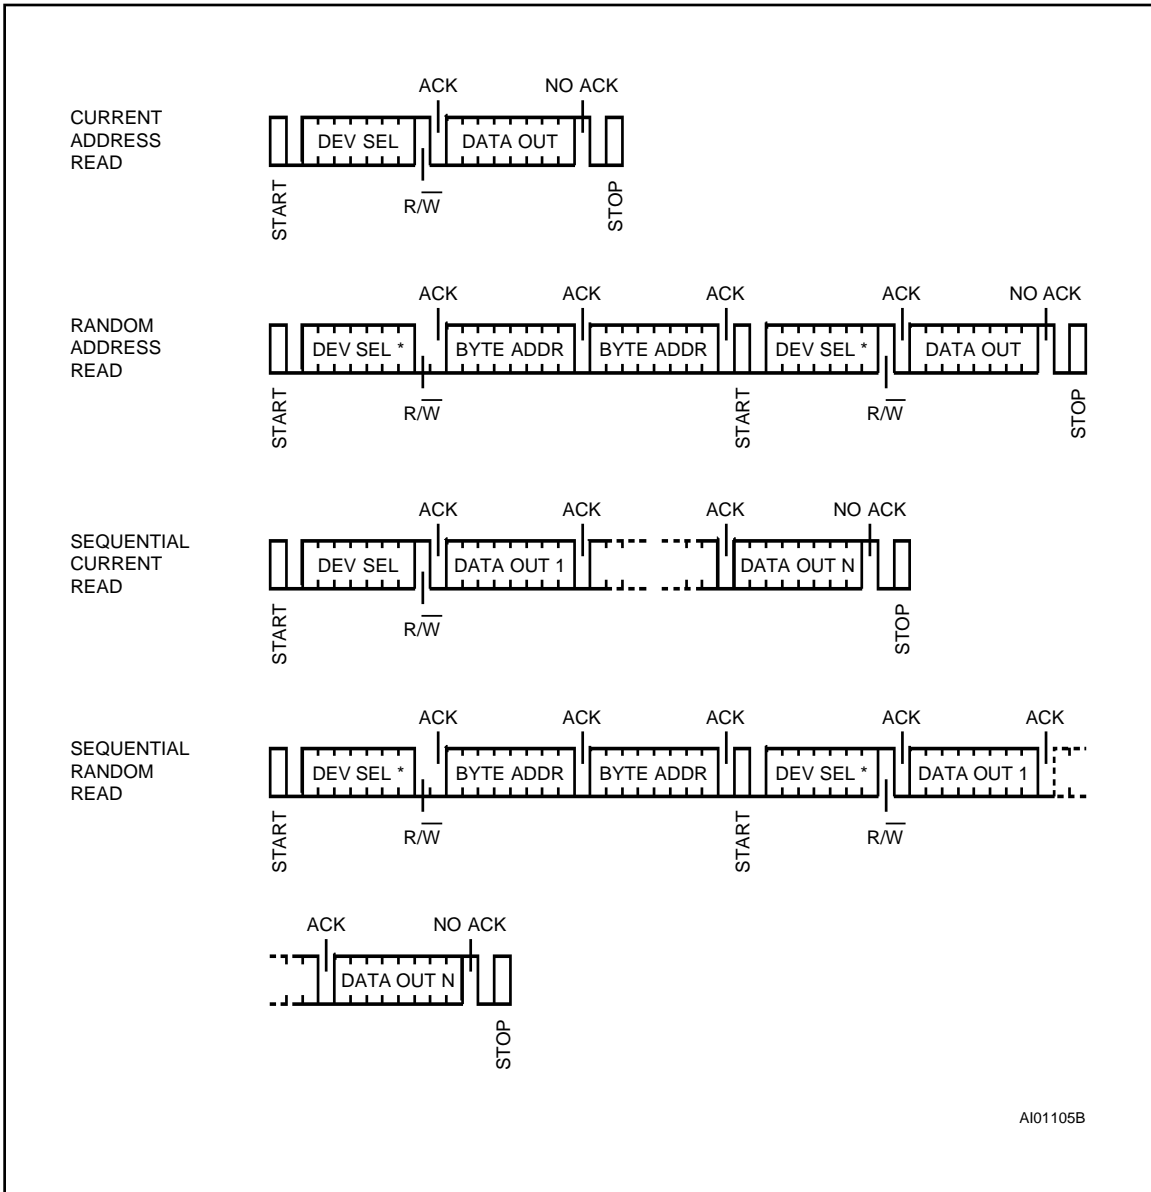 ACK NO ACK
CURRENT
ADDRESS
READ
DEV SEL DATA OUT
START R/W̅ STOP
ACK ACK ACK ACK NO ACK
RANDOM
ADDRESS
READ
DEV SEL * BYTE ADDR BYTE ADDR DEV SEL * DATA OUT
START R/W̅ START R/W̅ STOP
ACK ACK ACK NO ACK
SEQUENTIAL
CURRENT
READ
DEV SEL DATA OUT 1 DATA OUT N
START R/W̅ STOP
ACK ACK ACK ACK ACK
SEQUENTIAL
RANDOM
READ
DEV SEL * BYTE ADDR BYTE ADDR DEV SEL * DATA OUT 1
START R/W̅ START R/W̅
ACK NO ACK
DATA OUT N
STOP
AI01105B